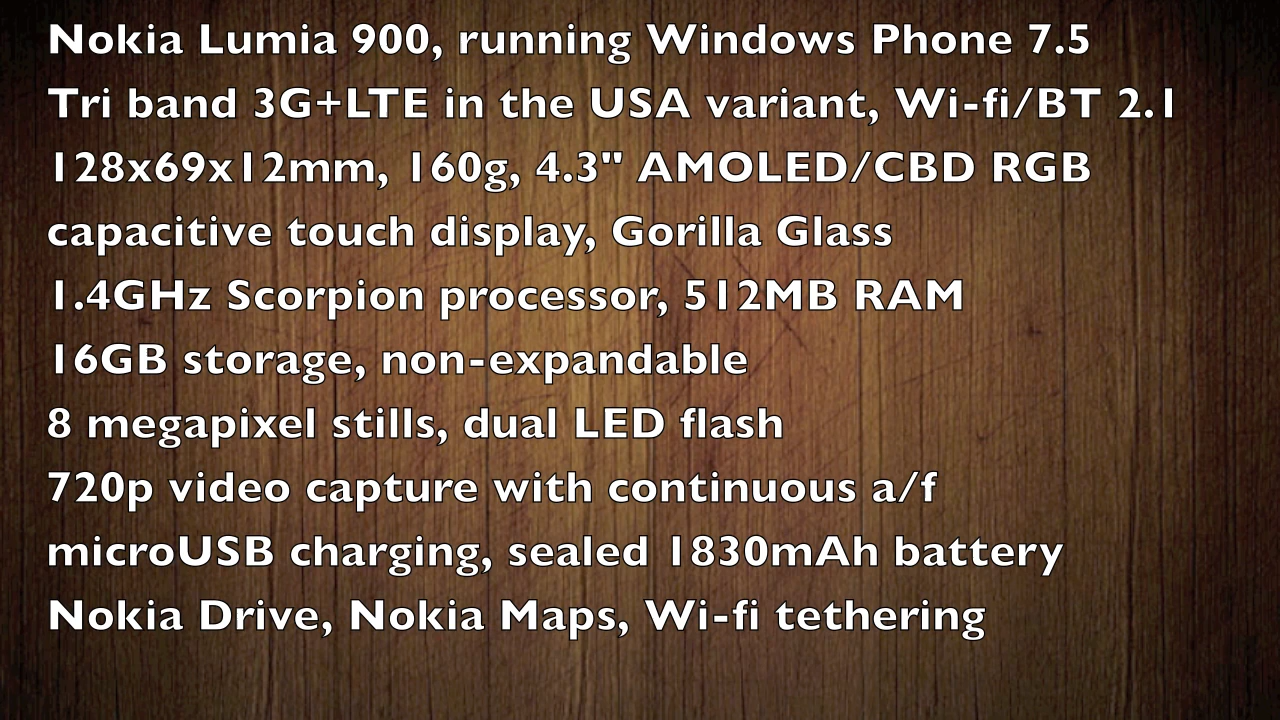 Nokia Lumia 900, running Windows Phone 7.5
Tri band 3G+LTE in the USA variant, Wi-fi/BT 2.1
128x69x12mm, 160g, 4.3" AMOLED/CBD RGB
capacitive touch display, Gorilla Glass
1.4GHz Scorpion processor, 512MB RAM
16GB storage, non-expandable
8 megapixel stills, dual LED flash
720p video capture with continuous a/f
microUSB charging, sealed 1830mAh battery
Nokia Drive, Nokia Maps, Wi-fi tethering